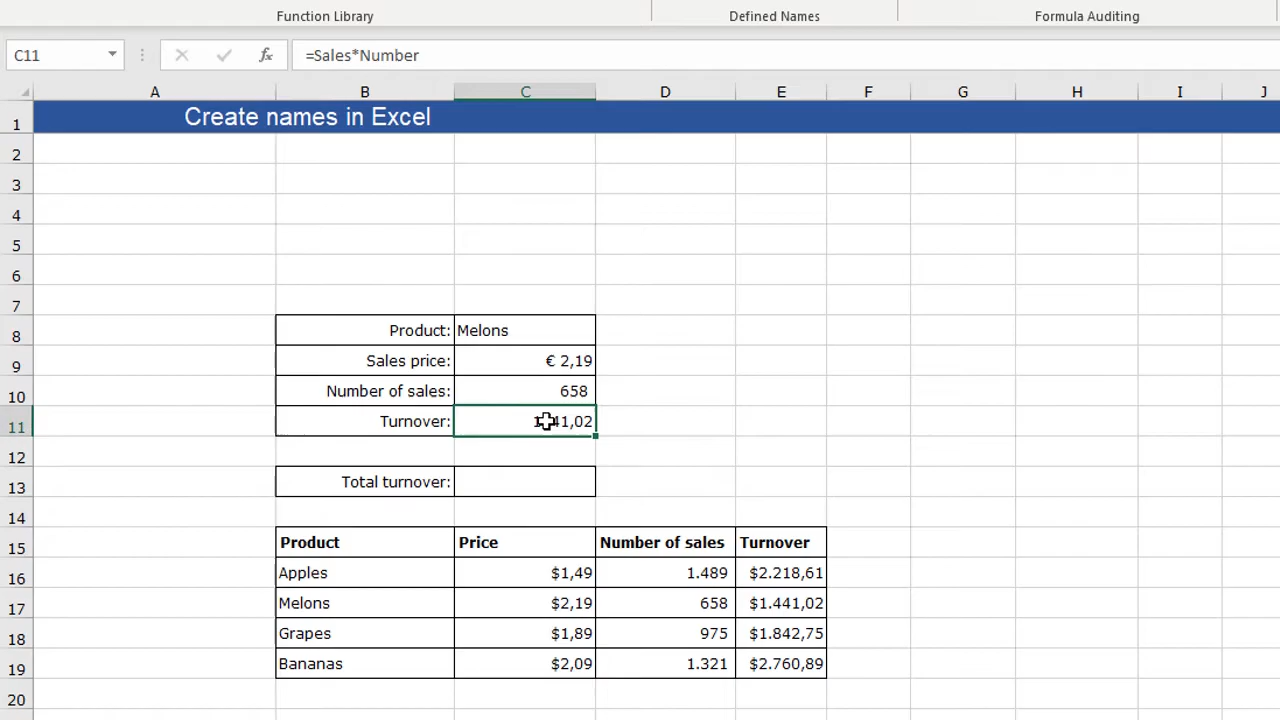 Function Library Defined Names Formula Auditing
C11 fx =Sales*Number
A B C D E F G H I J
1 Create names in Excel
2
3
4
5
6
7
8 Product: Melons
9 Sales price: € 2,19
10 Number of sales: 658
11 Turnover:
12
13 Total turnover:
14
15 Product Price Number of sales Turnover
16 Apples $1,49 1.489 $2.218,61
17 Melons $2,19 658 $1.441,02
18 Grapes $1,89 975 $1.842,75
19 Bananas $2,09 1.321 $2.760,89
20